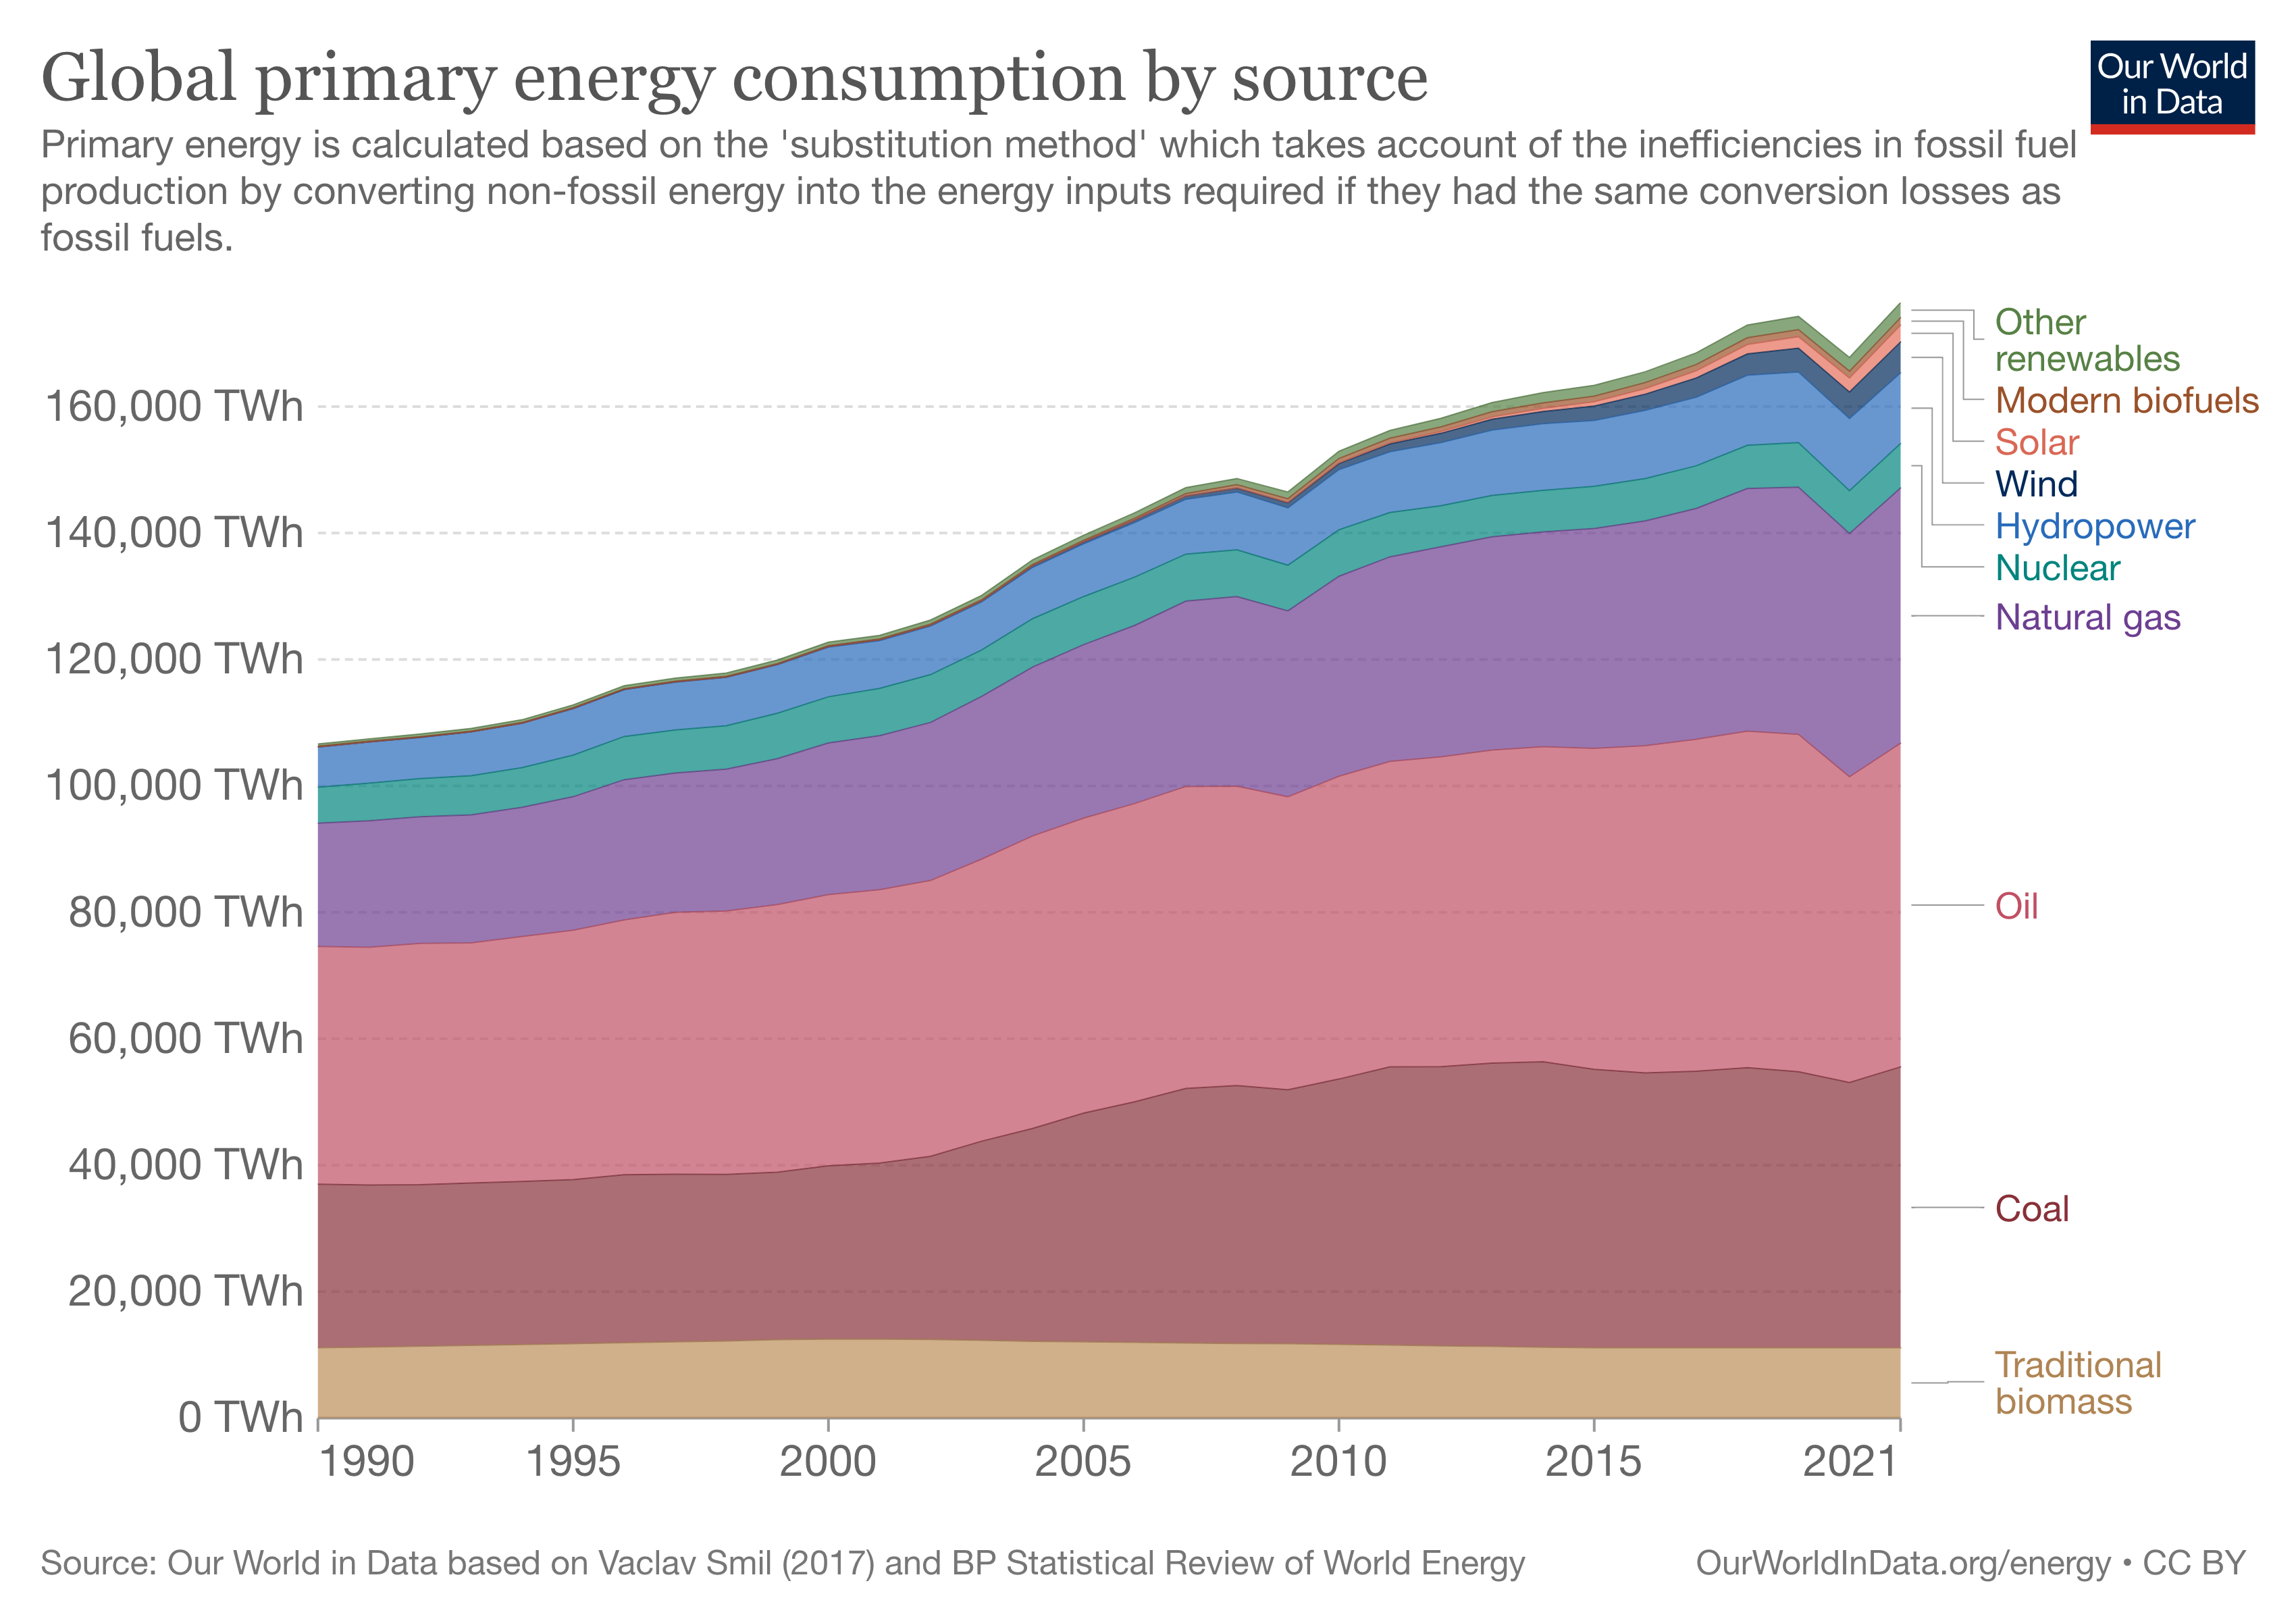 Global primary energy consumption by source
Our World
in Data
Primary energy is calculated based on the 'substitution method' which takes account of the inefficiencies in fossil fuel
production by converting non-fossil energy into the energy inputs required if they had the same conversion losses as
fossil fuels.
160,000 TWh
140,000 TWh
120,000 TWh
100,000 TWh
80,000 TWh
60,000 TWh
40,000 TWh
20,000 TWh
0 TWh
Other
renewables
Modern biofuels
Solar
Wind
Hydropower
Nuclear
Natural gas
Oil
Coal
Traditional
biomass
1990 1995 2000 2005 2010 2015 2021
Source: Our World in Data based on Vaclav Smil (2017) and BP Statistical Review of World Energy
OurWorldInData.org/energy • CC BY